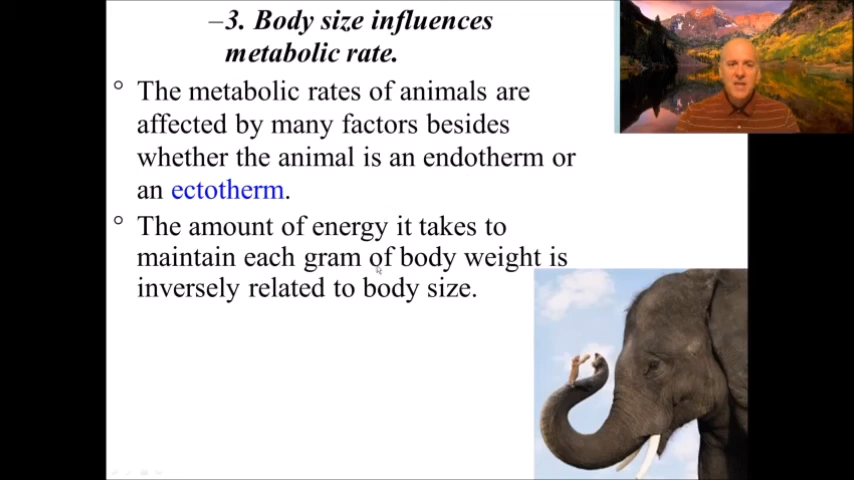 –3. Body size influences
metabolic rate.
° The metabolic rates of animals are
affected by many factors besides
whether the animal is an endotherm or
an ectotherm.
° The amount of energy it takes to
maintain each gram of body weight is
inversely related to body size.